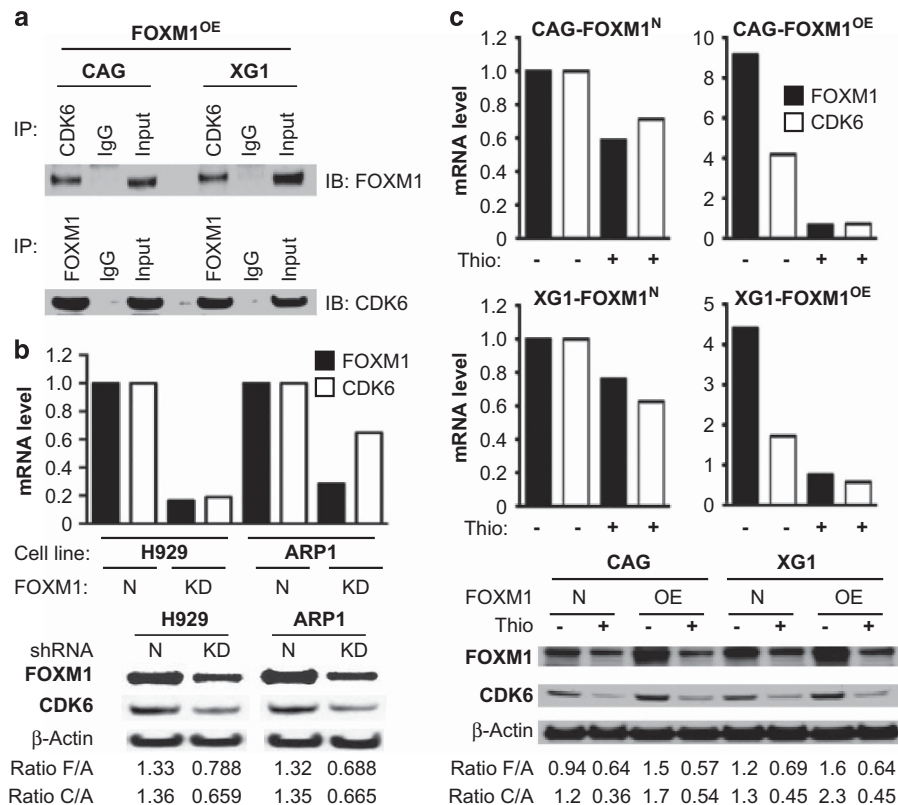 a
FOXM1OE
CAG XG1
IP: CDK6 IgG Input CDK6 IgG Input
IB: FOXM1
IP: FOXM1 IgG Input FOXM1 IgG Input
IB: CDK6
b
1.2
1.0
0.8
0.6
0.4
0.2
0
mRNA level
FOXM1
CDK6
Cell line: H929 ARP1
FOXM1: N KD N KD
H929 ARP1
shRNA N KD N KD
FOXM1
CDK6
β-Actin
Ratio F/A 1.33 0.788 1.32 0.688
Ratio C/A 1.36 0.659 1.35 0.665
c
CAG-FOXM1N
1.2
1.0
0.8
0.6
0.4
0.2
0
mRNA level
Thio: - - + +
CAG-FOXM1OE
10
8
6
4
2
0
FOXM1
CDK6
- - + +
XG1-FOXM1N
1.2
1.0
0.8
0.6
0.4
0.2
0
mRNA level
Thio: - - + +
XG1-FOXM1OE
5
4
3
2
1
0
- - + +
CAG XG1
FOXM1 N OE N OE
Thio - + - + - + - +
FOXM1
CDK6
β-Actin
Ratio F/A 0.94 0.64 1.5 0.57 1.2 0.69 1.6 0.64
Ratio C/A 1.2 0.36 1.7 0.54 1.3 0.45 2.3 0.45